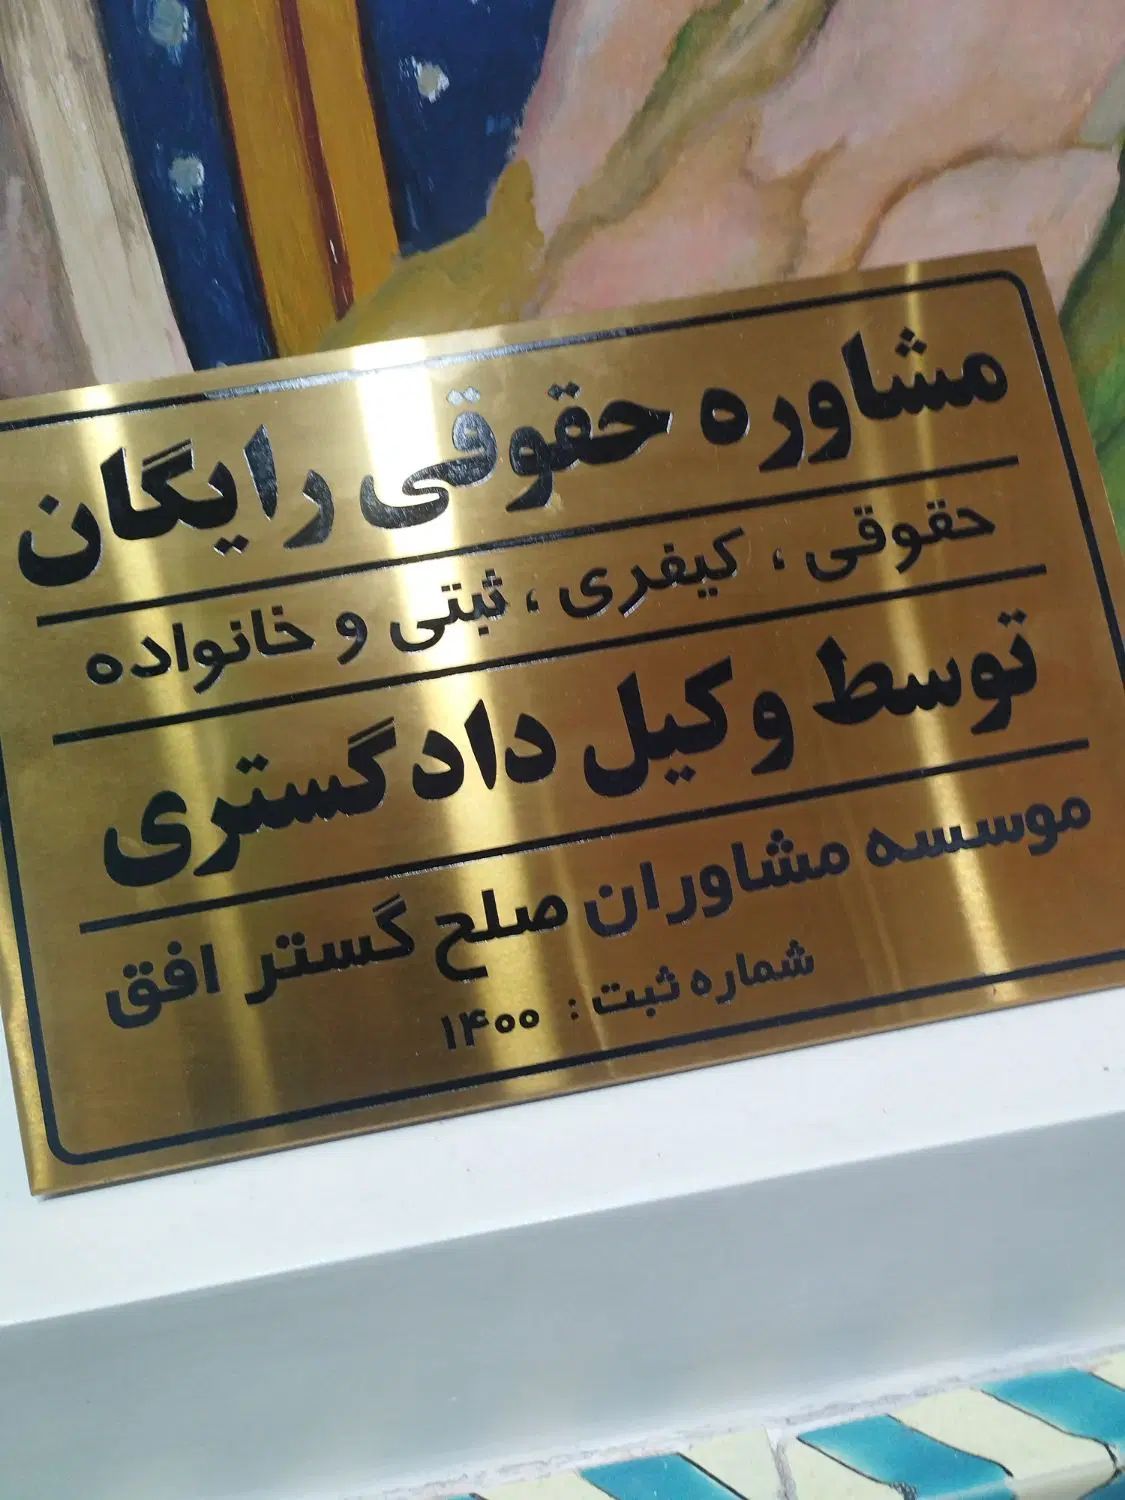 مشاوره حقوقی رایگان
حقوقی ، کیفری ، ثبتی و خانواده
توسط وکیل دادگستری
موسسه مشاوران صلح گستر افق
شماره ثبت : ۱۴۰۰